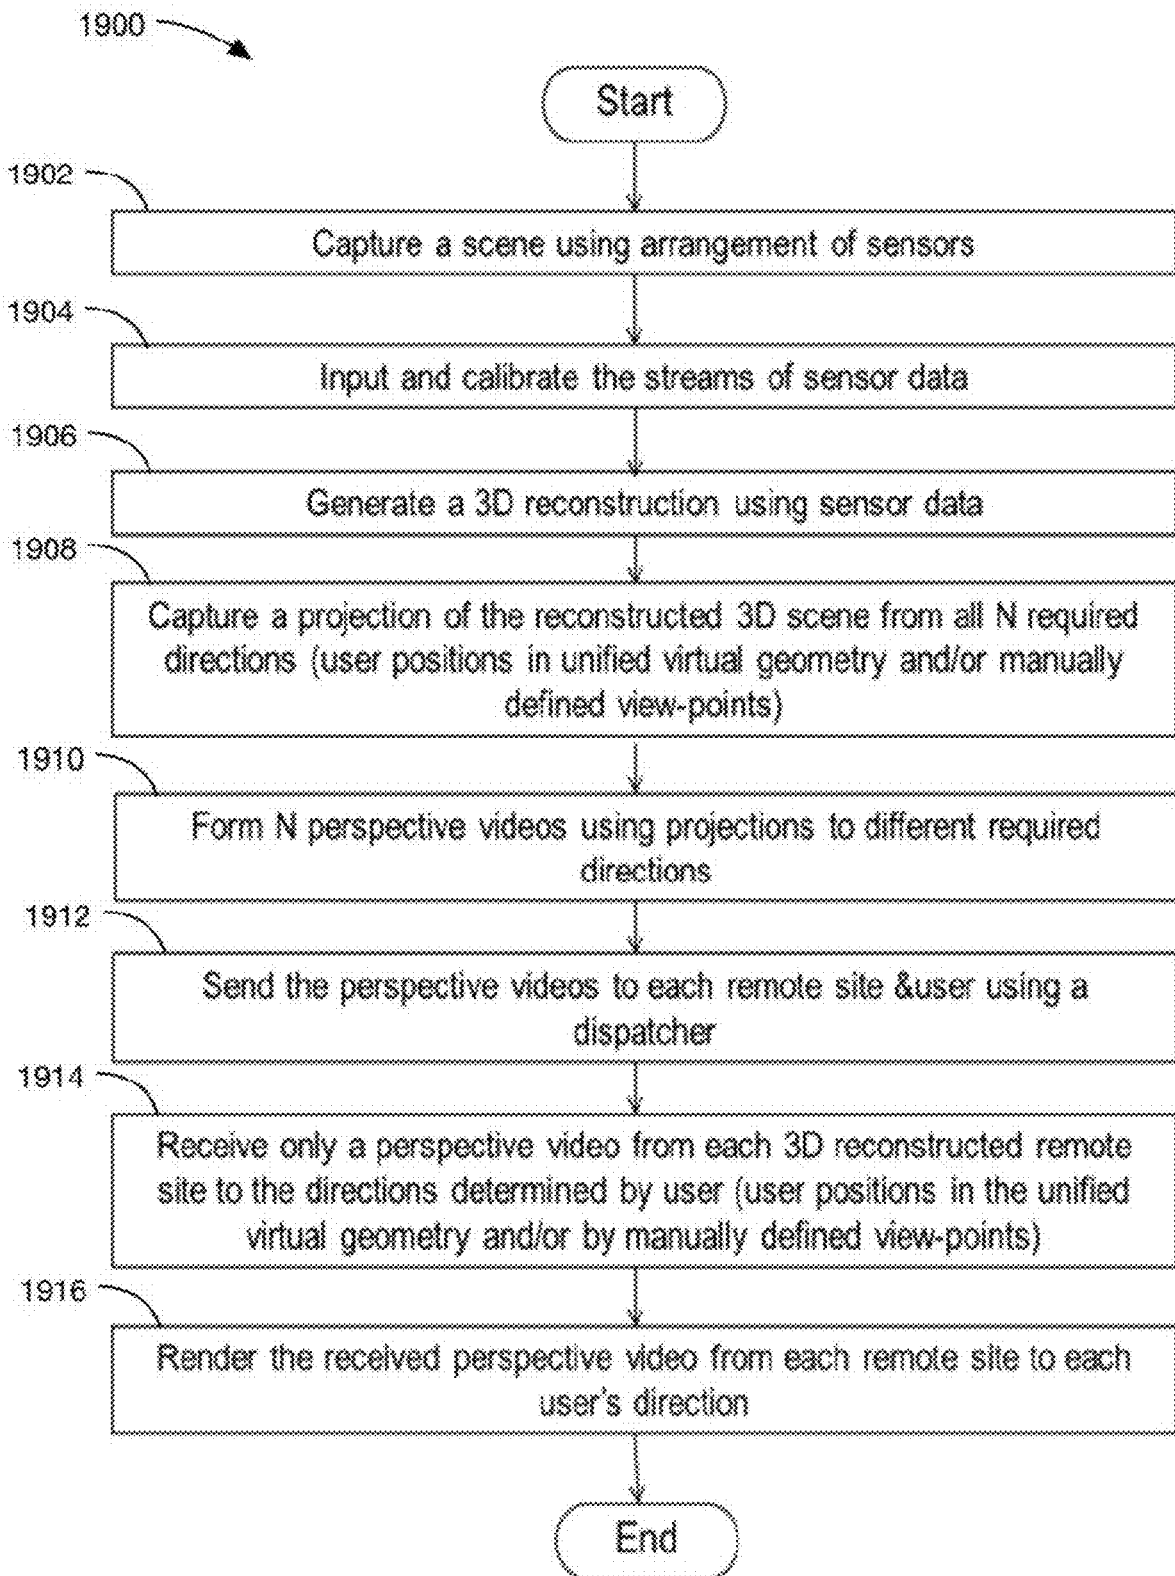 1900
Start
1902
Capture a scene using arrangement of sensors
1904
Input and calibrate the streams of sensor data
1906
Generate a 3D reconstruction using sensor data
1908
Capture a projection of the reconstructed 3D scene from all N required
directions (user positions in unified virtual geometry and/or manually
defined view-points)
1910
Form N perspective videos using projections to different required
directions
1912
Send the perspective videos to each remote site &user using a
dispatcher
1914
Receive only a perspective video from each 3D reconstructed remote
site to the directions determined by user (user positions in the unified
virtual geometry and/or by manually defined view-points)
1916
Render the received perspective video from each remote site to each
user's direction
End